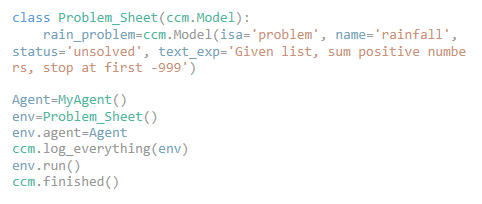 class Problem_Sheet(ccm.Model):
    rain_problem=ccm.Model(isa='problem', name='rainfall',
status='unsolved', text_exp='Given list, sum positive numbe
rs, stop at first -999')

Agent=MyAgent()
env=Problem_Sheet()
env.agent=Agent
ccm.log_everything(env)
env.run()
ccm.finished()